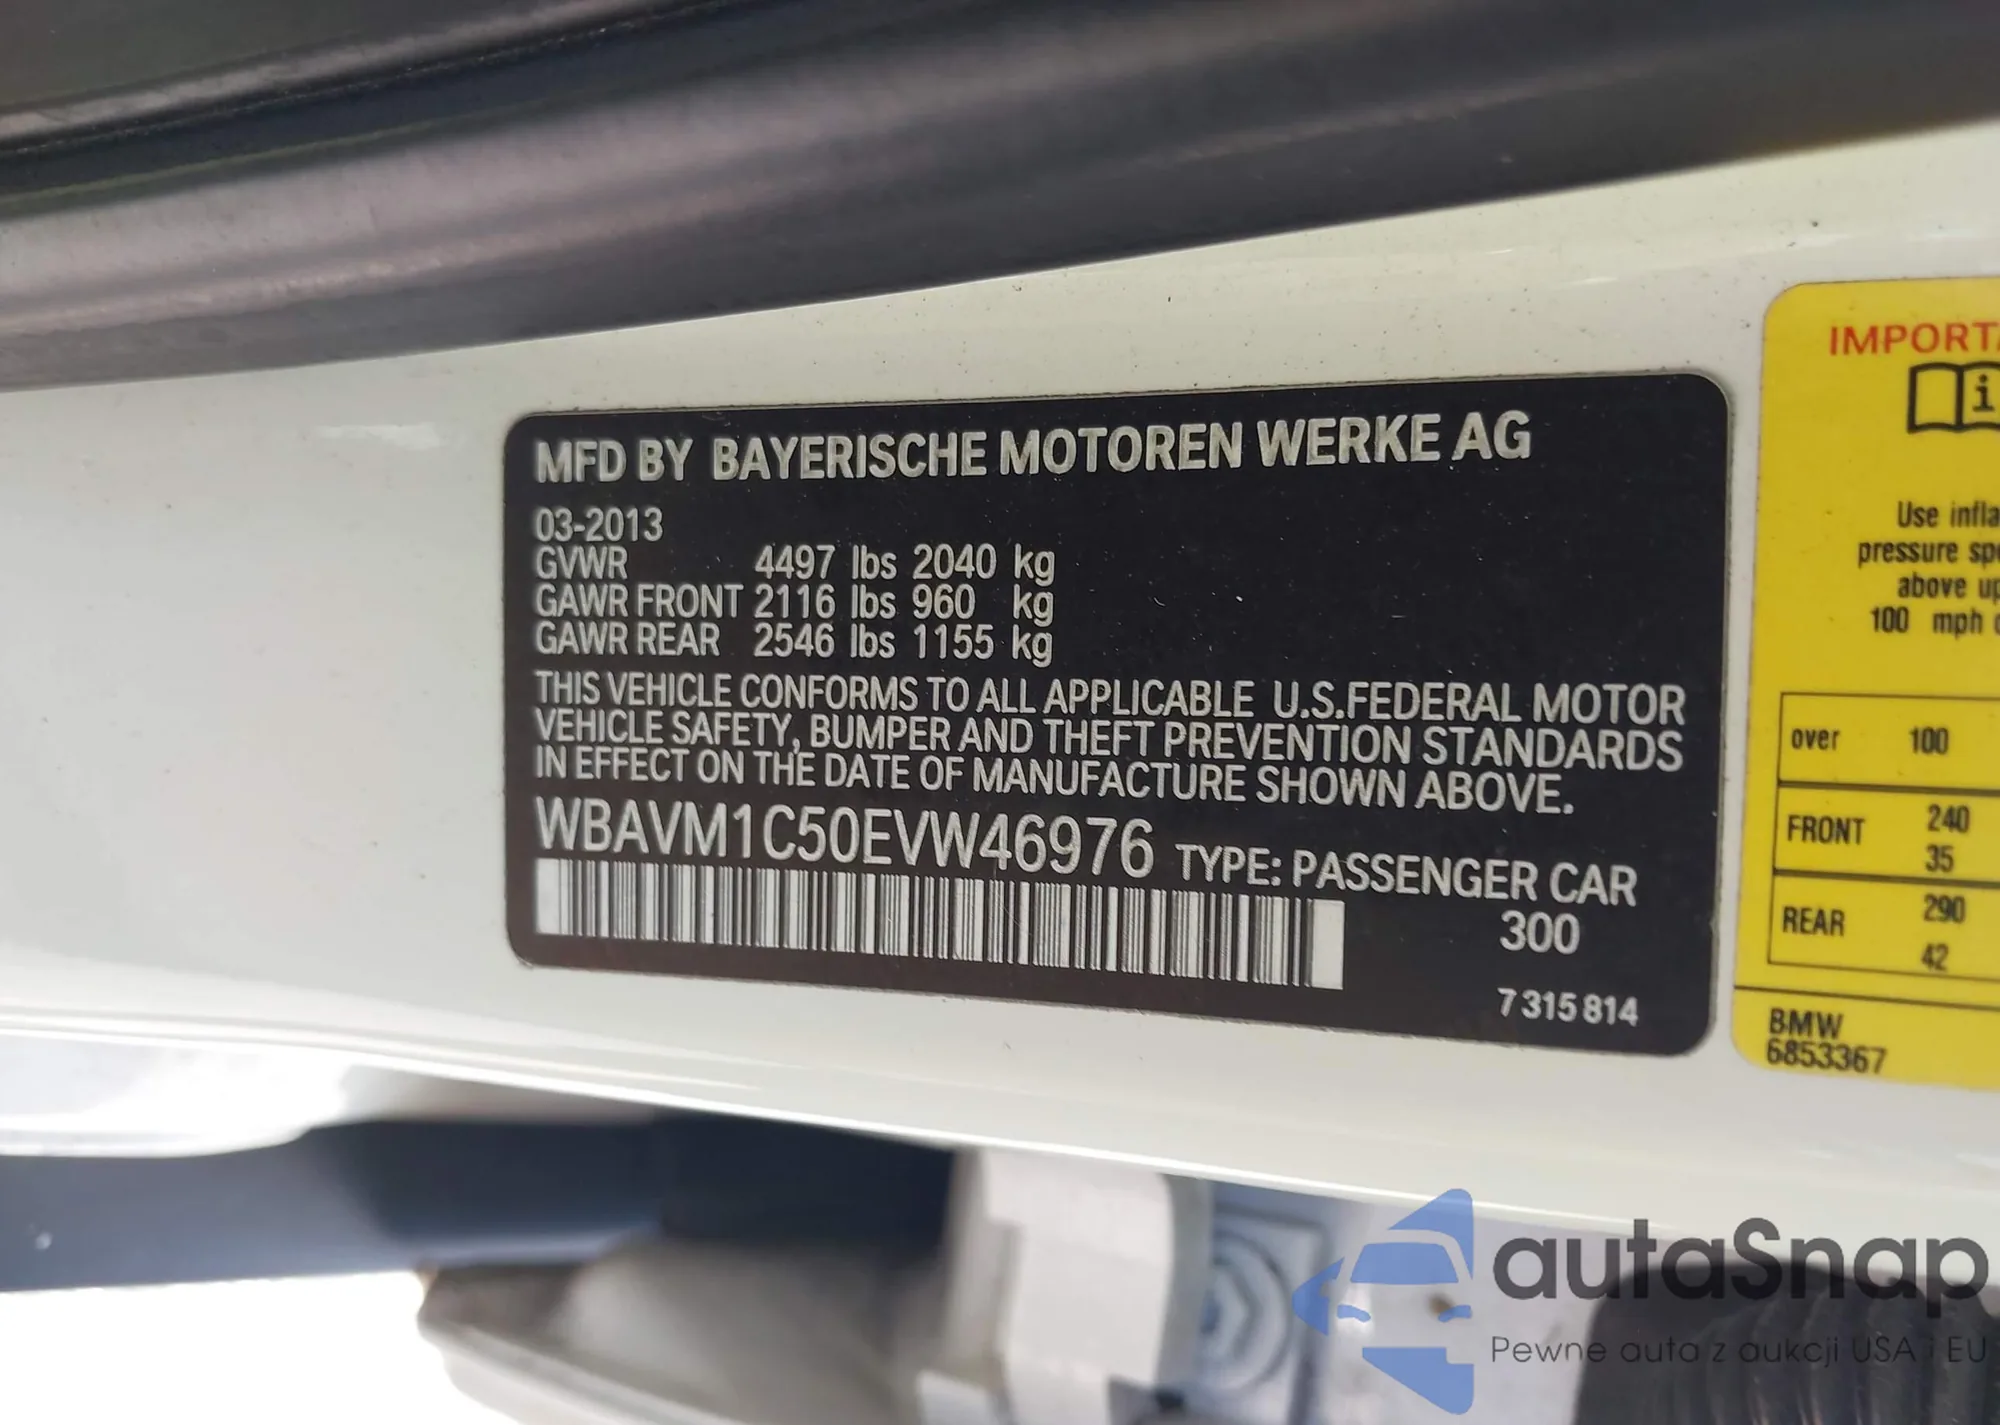 MFD BY BAYERISCHE MOTOREN WERKE AG
03-2013
GVWR 4497 lbs 2040 kg
GAWR FRONT 2116 lbs 960 kg
GAWR REAR 2546 lbs 1155 kg
THIS VEHICLE CONFORMS TO ALL APPLICABLE U.S.FEDERAL MOTOR
VEHICLE SAFETY, BUMPER AND THEFT PREVENTION STANDARDS
IN EFFECT ON THE DATE OF MANUFACTURE SHOWN ABOVE.
WBAVM1C50EVW46976 TYPE: PASSENGER CAR
300
7 315 814
IMPORTA
i
Use infla
pressure spe
above up
100 mph o
over 100
FRONT 240
35
REAR 290
42
BMW
6853367
autaSnap
Pewne auta z aukcji USA i EU